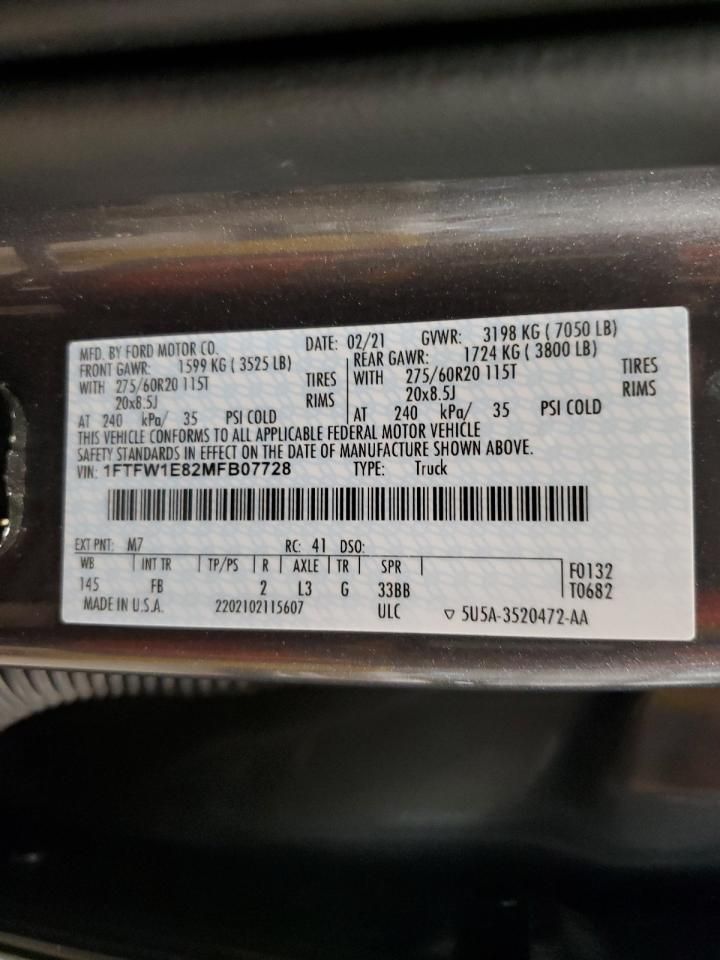 MFD. BY FORD MOTOR CO. DATE: 02/21 GVWR: 3198 KG ( 7050 LB)
FRONT GAWR: 1599 KG ( 3525 LB) REAR GAWR: 1724 KG ( 3800 LB)
WITH 275/60R20 115T TIRES WITH 275/60R20 115T TIRES
20x8.5J RIMS 20x8.5J RIMS
AT 240 kPa/ 35 PSI COLD AT 240 kPa/ 35 PSI COLD
THIS VEHICLE CONFORMS TO ALL APPLICABLE FEDERAL MOTOR VEHICLE
SAFETY STANDARDS IN EFFECT ON THE DATE OF MANUFACTURE SHOWN ABOVE.
VIN: 1FTFW1E82MFB07728 TYPE: Truck
EXT PNT: M7 RC: 41 DSO:
WB INT TR TP/PS R AXLE TR SPR F0132
145 FB 2 L3 G 33BB T0682
MADE IN U.S.A. 2202102115607 ULC ▽ 5U5A-3520472-AA